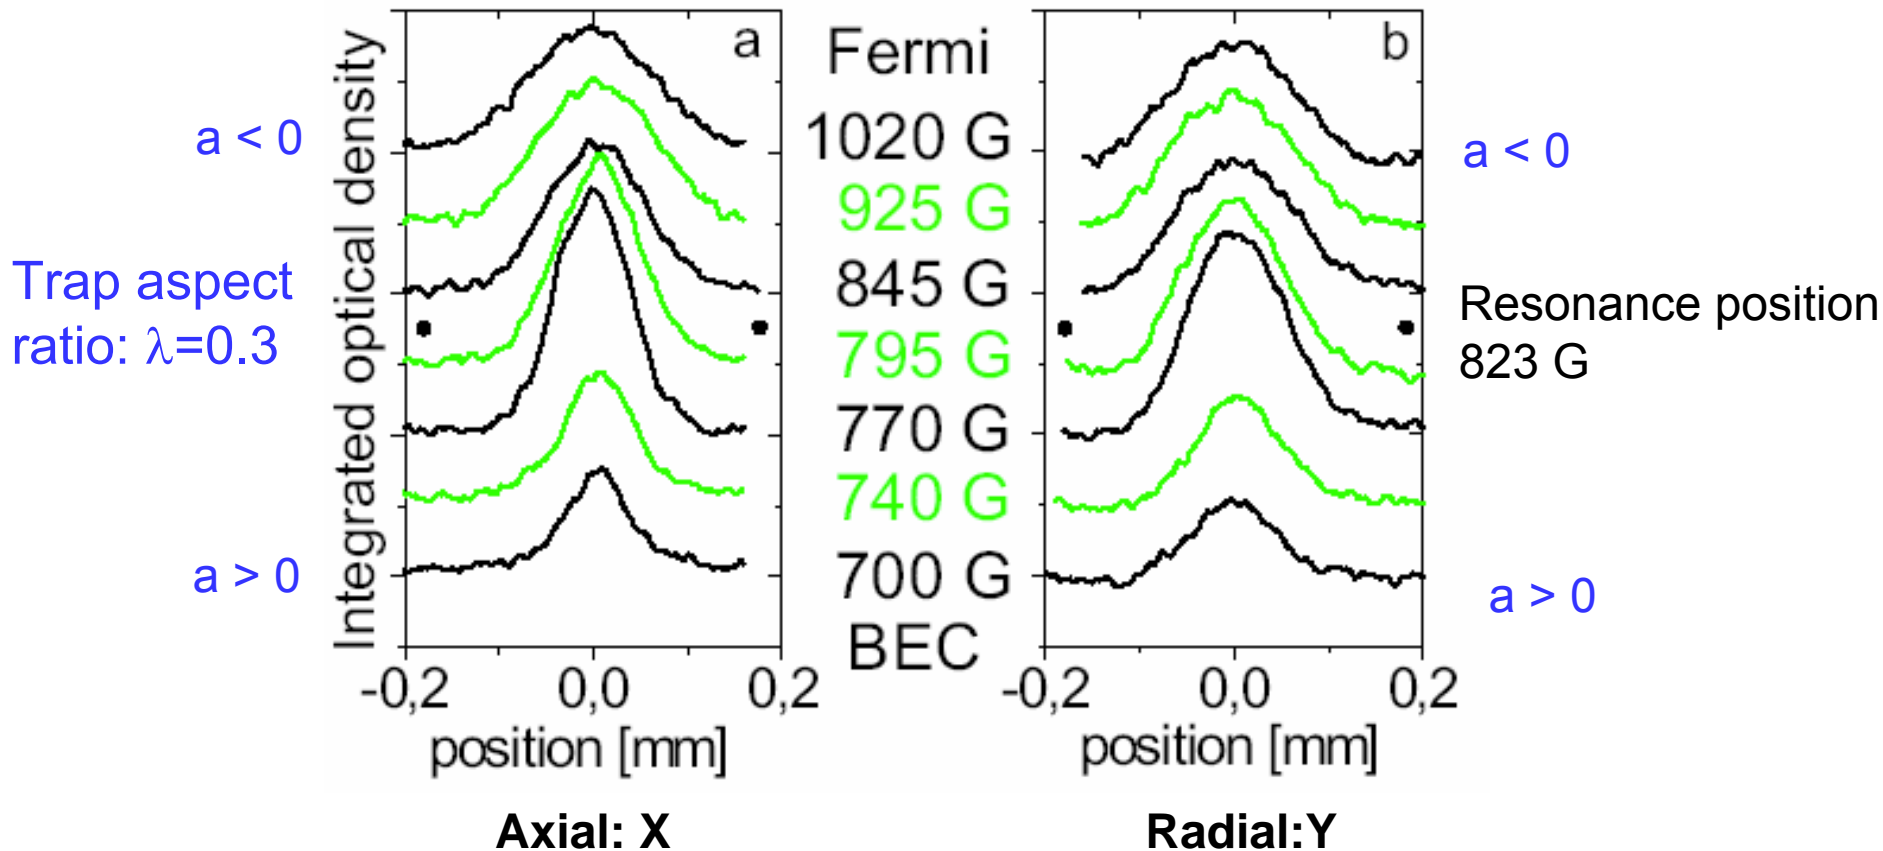 a
Fermi
b
a < 0
1020 G
a < 0
925 G
Trap aspect
ratio: λ=0.3
845 G
Resonance position
823 G
795 G
770 G
740 G
a > 0
700 G
a > 0
BEC
Integrated optical density
-0,2 0,0 0,2
-0,2 0,0 0,2
position [mm]
position [mm]
Axial: X
Radial:Y